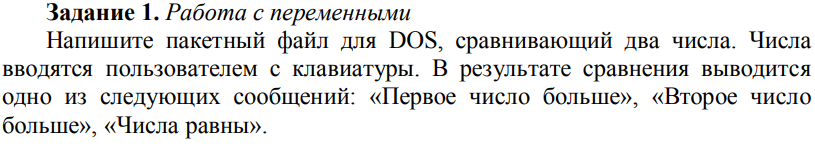 Задание 1. Работа с переменными
Напишите пакетный файл для DOS, сравнивающий два числа. Числа
вводятся пользователем с клавиатуры. В результате сравнения выводится
одно из следующих сообщений: «Первое число больше», «Второе число
больше», «Числа равны».